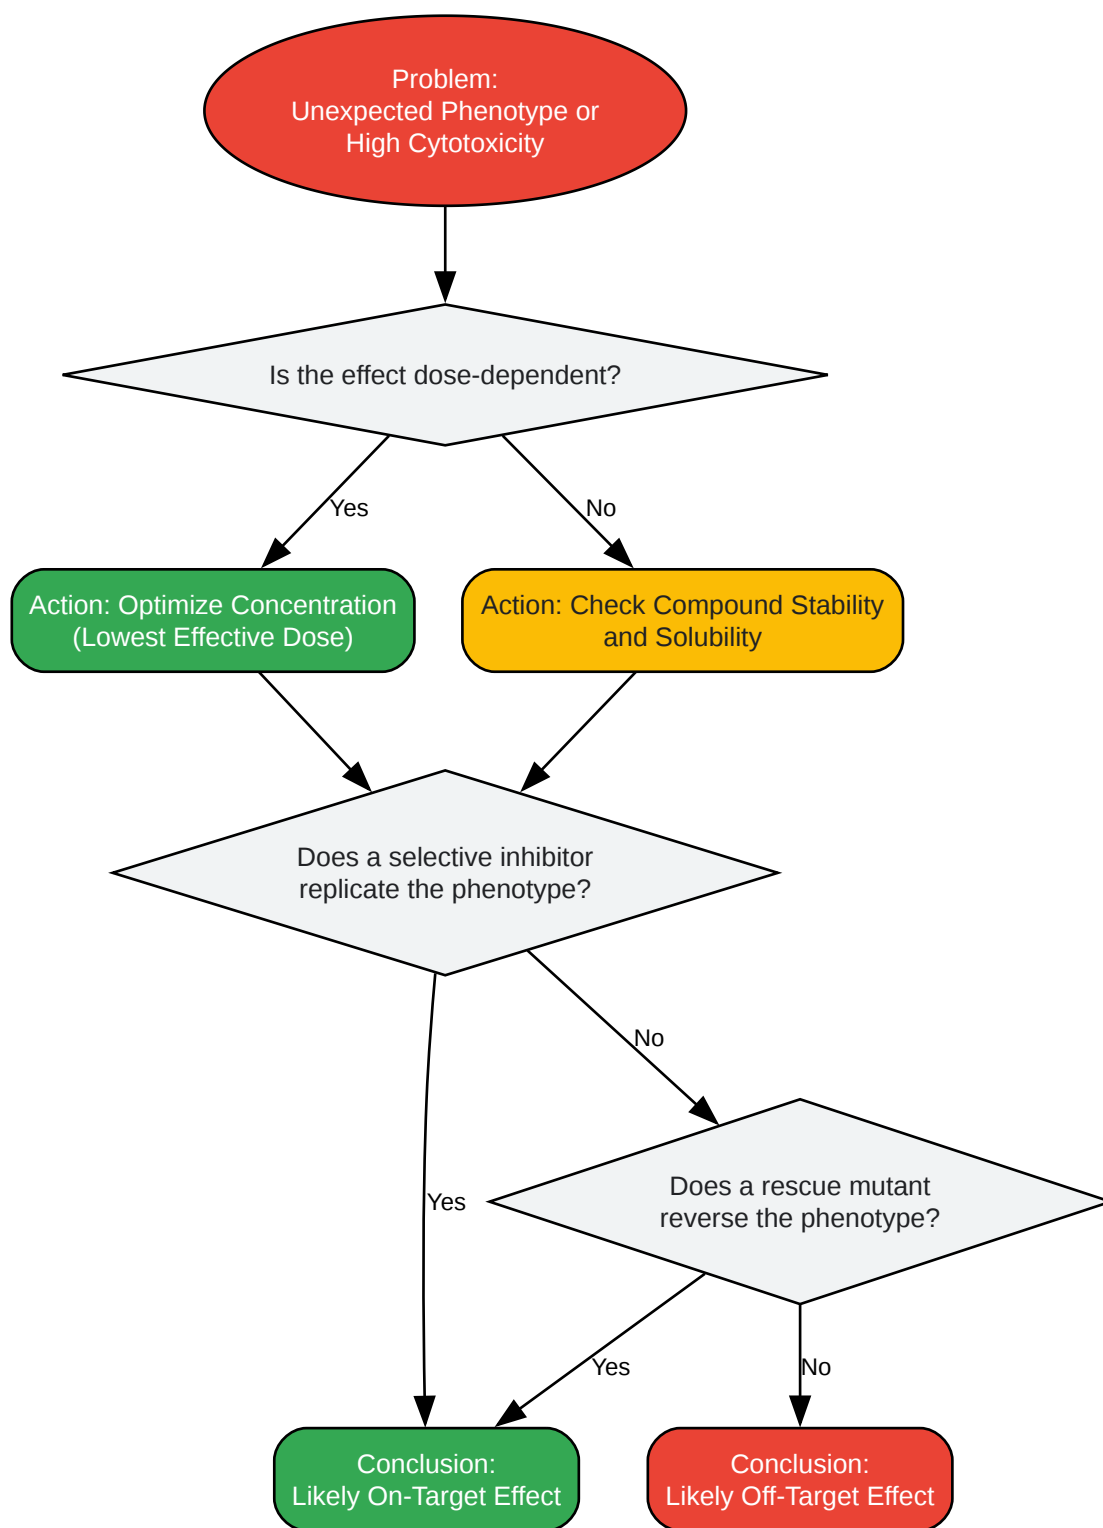 Problem:
Unexpected Phenotype or
High Cytotoxicity
Is the effect dose-dependent?
Yes
No
Action: Optimize Concentration
(Lowest Effective Dose)
Action: Check Compound Stability
and Solubility
Does a selective inhibitor
replicate the phenotype?
No
Yes
Does a rescue mutant
reverse the phenotype?
Yes
No
Conclusion:
Likely On-Target Effect
Conclusion:
Likely Off-Target Effect